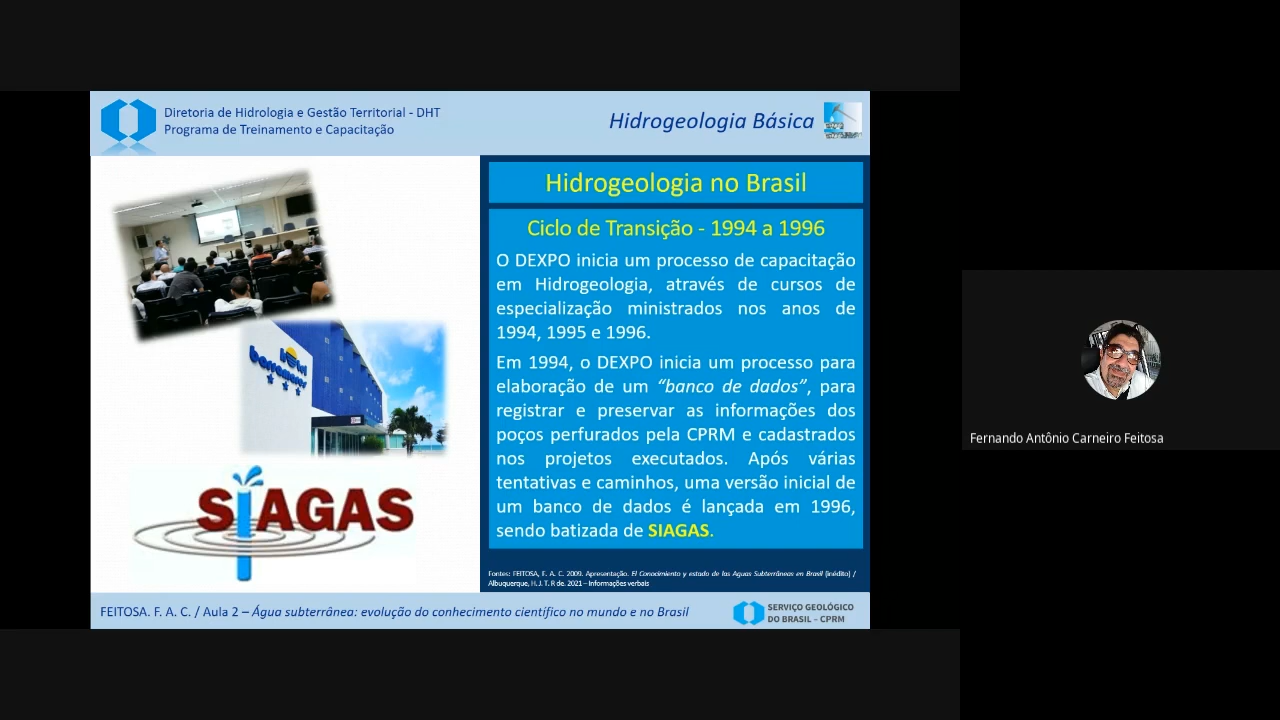 Diretoria de Hidrologia e Gestão Territorial - DHT
Programa de Treinamento e Capacitação
Hidrogeologia Básica
Hidrogeologia no Brasil
Ciclo de Transição - 1994 a 1996
O DEXPO inicia um processo de capacitação
em Hidrogeologia, através de cursos de
especialização ministrados nos anos de
1994, 1995 e 1996.
Em 1994, o DEXPO inicia um processo para
elaboração de um “banco de dados”, para
registrar e preservar as informações dos
poços perfurados pela CPRM e cadastrados
nos projetos executados. Após várias
tentativas e caminhos, uma versão inicial de
um banco de dados é lançada em 1996,
sendo batizada de SIAGAS.
SIAGAS
Fontes: FEITOSA, F. A. C. 2009. Apresentação. El Conocimiento y estado de las Aguas Subterráneas en Brasil (inédito) /
Albuquerque, H. J. T. R de. 2021 – Informações verbais
FEITOSA. F. A. C. / Aula 2 – Água subterrânea: evolução do conhecimento científico no mundo e no Brasil
SERVIÇO GEOLÓGICO
DO BRASIL – CPRM
Fernando Antônio Carneiro Feitosa